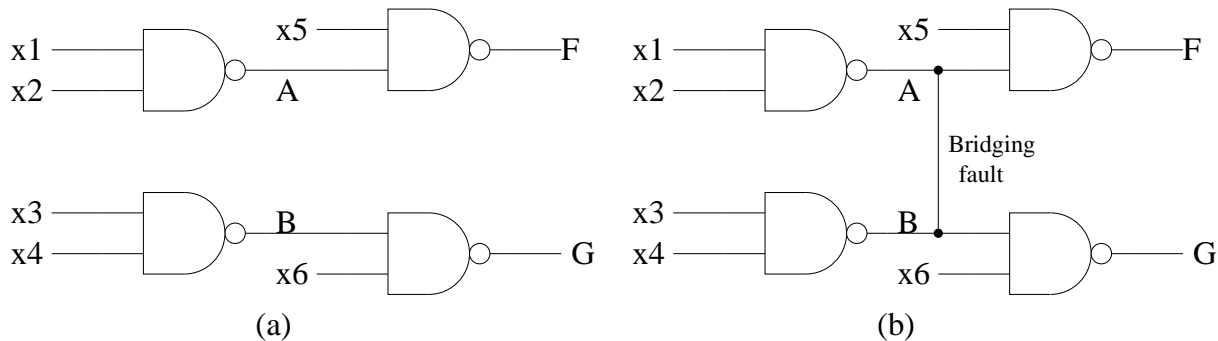 x5
x1
F
x2
A
x3
B
x4
G
x6
(a)
x5
x1
F
x2
A
Bridging
fault
x3
B
x4
G
x6
(b)